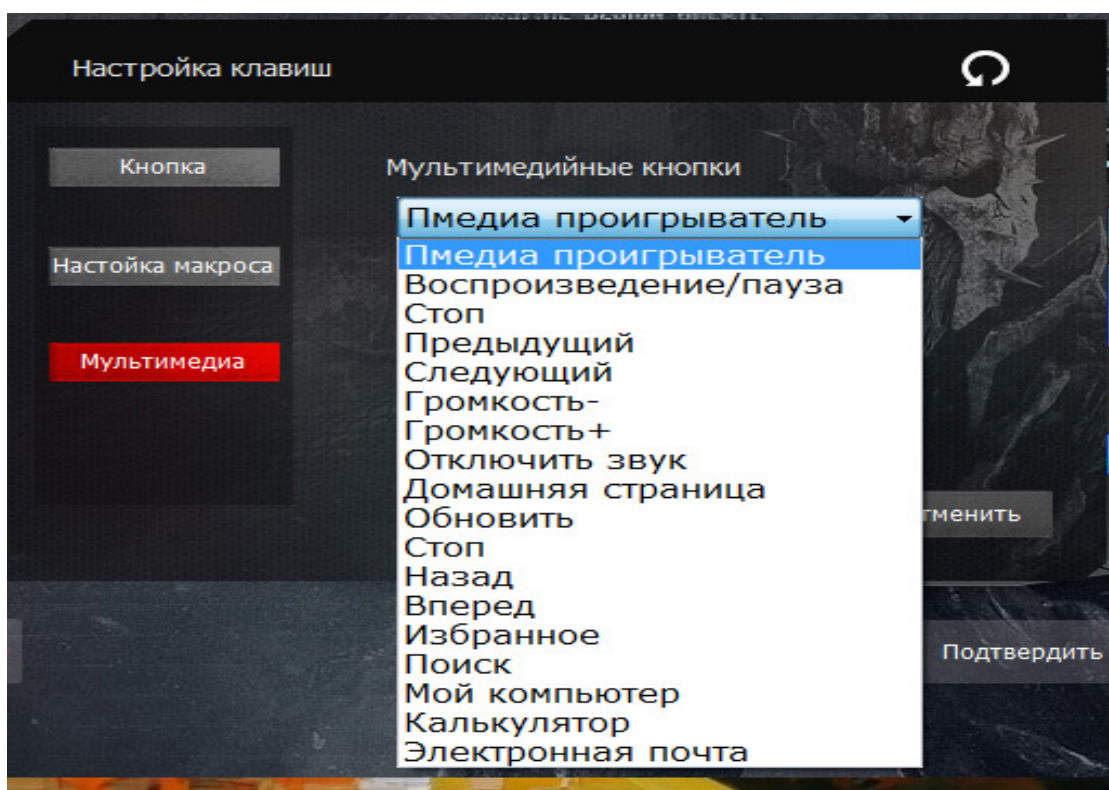 Настройка клавиш
Кнопка
Настойка макроса
Мультимедиа
Мультимедийные кнопки
Пмедиа проигрыватель
Пмедиа проигрыватель
Воспроизведение/пауза
Стоп
Предыдущий
Следующий
Громкость-
Громкость+
Отключить звук
Домашняя страница
Обновить
Стоп
Назад
Вперед
Избранное
Поиск
Мой компьютер
Калькулятор
Электронная почта
тменить
Подтвердить